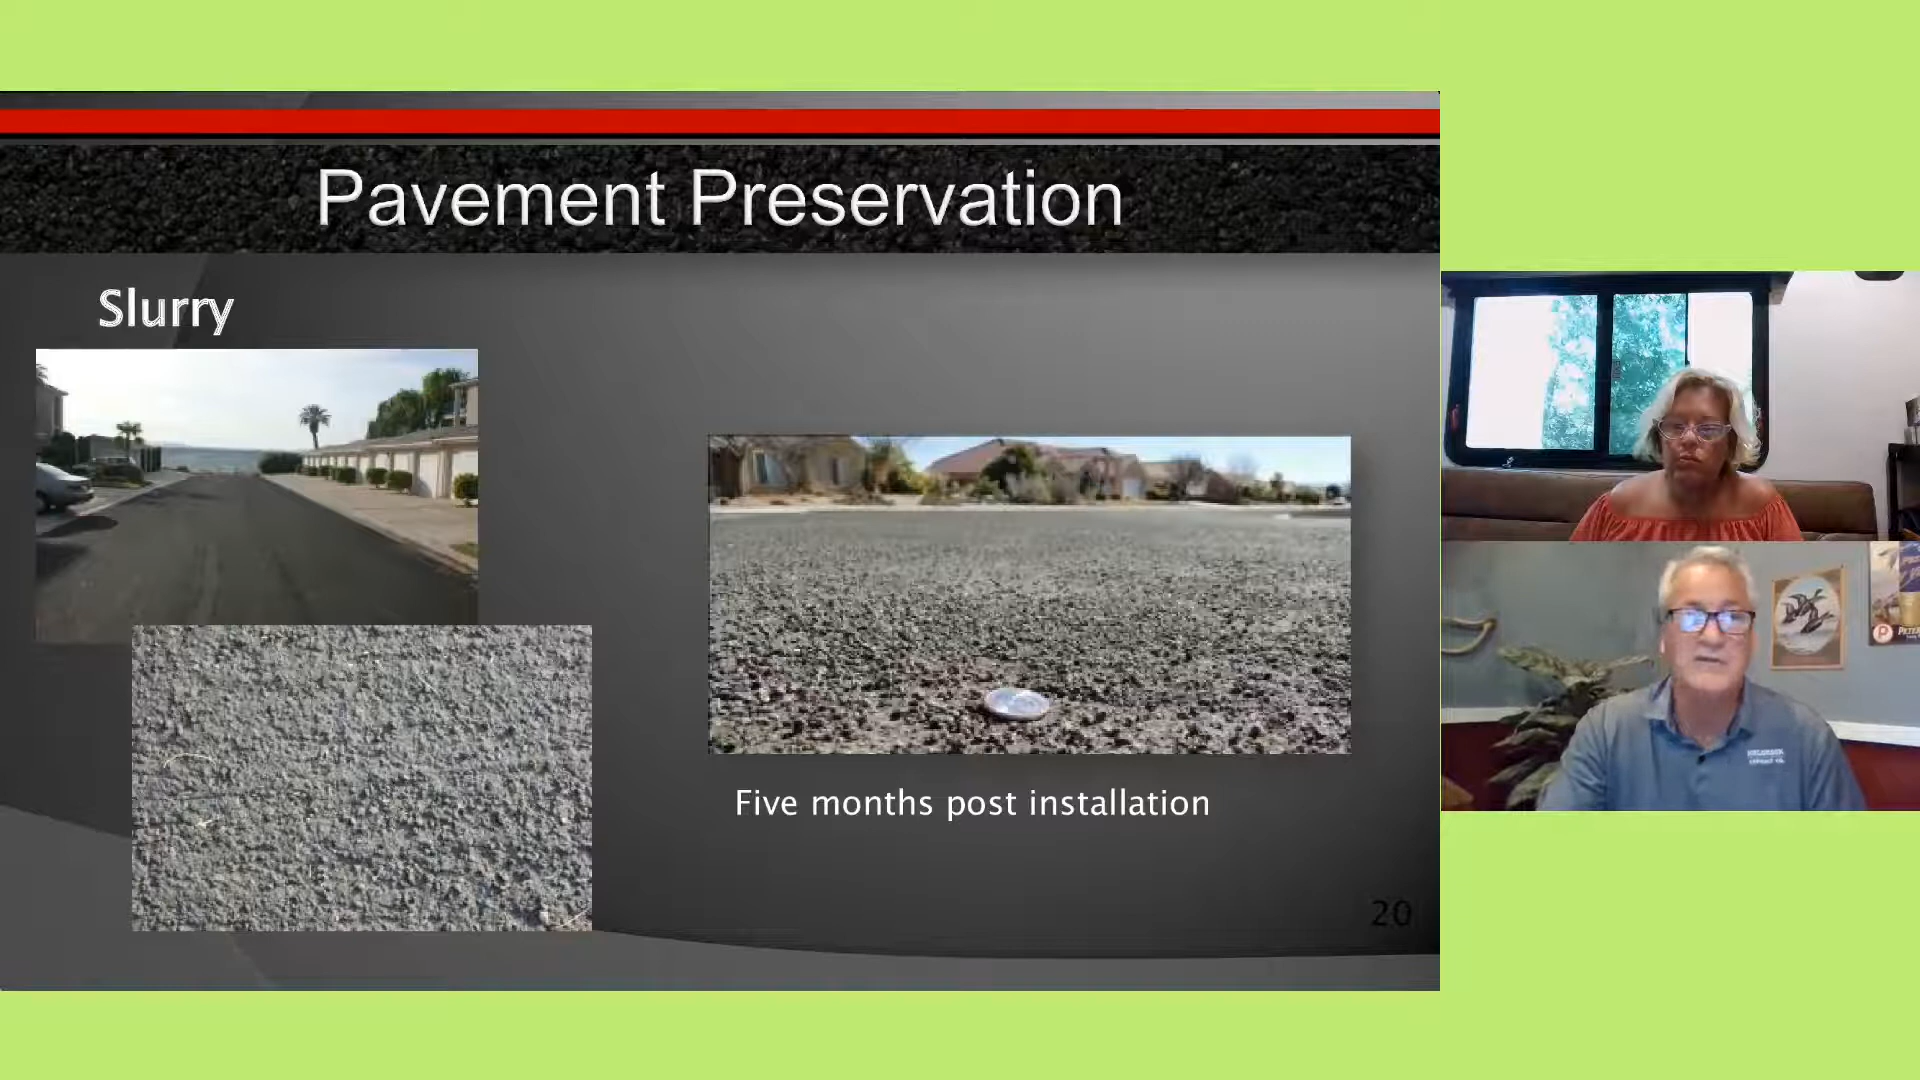 Pavement Preservation
Slurry
Five months post installation
20
P